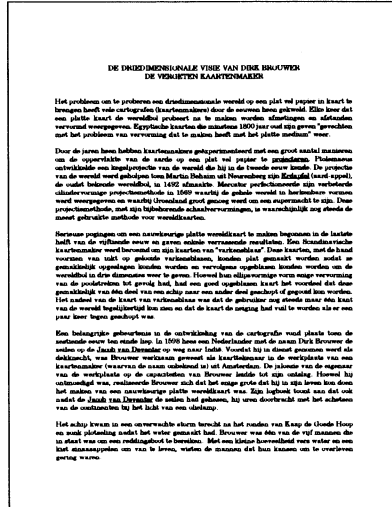 DE DRIEDIMENSIONALE VISIE VAN DIRK BROUWER
DE VERGETEN KAARTENMAKER
Het probleem om te proberen een driedimensionale wereld op een plat vel papier in kaart te
brengen heeft vele cartografen (kaartenmakers) door de eeuwen heen gekweld. Elke keer dat
een platte kaart de wereldbol probeert na te maken worden afmetingen en afstanden
vervormd weergegeven. Egyptische kaarten die minstens 1800 jaar oud zijn geven "gevechten
met het probleem van vervorming dat te maken heeft met het platte medium" weer.
Door de jaren heen hebben kaartenmakers geëxperimenteerd met een groot aantal manieren
om de oppervlakte van de aarde op een plat vel papier te projecteren. Ptolemaeus
ontwikkelde een kegelprojectie van de wereld die hij in de tweede eeuw kende. De projectie
van de wereld werd geholpen toen Martin Behaim uit Neurenberg zijn Erdapfel (aard-appel),
de oudst bekende wereldbol, in 1492 afmaakte. Mercator perfectioneerde zijn verbeterde
cilindervormige projectiemethode in 1569 waarbij de gehele wereld in herkenbare vormen
werd weergegeven en waarbij Groenland groot genoeg werd om een supermacht te zijn. Deze
projectiemethode, met zijn bijbehorende schaalvervormingen, is waarschijnlijk nog steeds de
meest gebruikte methode voor wereldkaarten.
Serieuze pogingen om een nauwkeurige platte wereldkaart te maken begonnen in de laatste
helft van de vijftiende eeuw en gaven enkele verrassende resultaten. Een Scandinavische
kaartenmaker werd beroemd om zijn kaarten van "varkensblaas". Deze kaarten, met de hand
voormen van inkt op gelooide varkensblazen, konden plat gemaakt worden zodat ze
gemakkelijk opgeslagen konden worden en vervolgens opgeblazen konden worden om de
wereldbol in drie dimensies weer te geven. Hoewel hun ellipsvormige vorm enige vervorming
van de poolstreken tot gevolg had, had een goed opgeblazen kaart het voordeel dat deze
gemakkelijk van één deel van een schip naar een ander deel geschopt of gegooid kon worden.
Het nadeel van de kaart van varkensblaas was dat de gebruiker nog steeds maar één kant
van de wereld tegelijkertijd kon zien en dat de kaart de neiging had vuil te worden als er een
paar keer tegen geschopt was.
Een belangrijke gebeurtenis in de ontwikkeling van de cartografie vond plaats toen de
zestiende eeuw ten einde liep. In 1598 hees een Nederlander met de naam Dirk Brouwer de
zeilen op de Jacob van Deventer op weg naar Indië. Voordat hij in dienst genomen werd als
dekknecht, was Brouwer werkzaam geweest als kaarttekenaar in de werkplaats van een
kaartenmaker (waarvan de naam onbekend is) uit Amsterdam. De jaloezie van de eigenaar
van de werkplaats op de capaciteiten van Brouwer leidde tot zijn ontslag. Hoewel hij
ontmoedigd was, realiseerde Brouwer zich dat het enige grote dat hij in zijn leven kon doen
het maken van een nauwkeurige platte wereldkaart was. Zijn logboek toont aan dat ook
nadat de Jacob van Deventer de zeilen had gehesen, hij uren doorbracht met het schetsen
van de continenten bij het licht van een olielamp.
Het schip kwam in een onverwachte storm terecht na het ronden van Kaap de Goede Hoop
en zonk plotseling nadat het water gemaakt had. Brouwer was één van de vijf mannen die
in staat was om een reddingsboot te bereiken. Met een kleine hoeveelheid vers water en een
kist sinaasappelen om van te leven, wisten de mannen dat hun kansen om te overleven
gering waren.